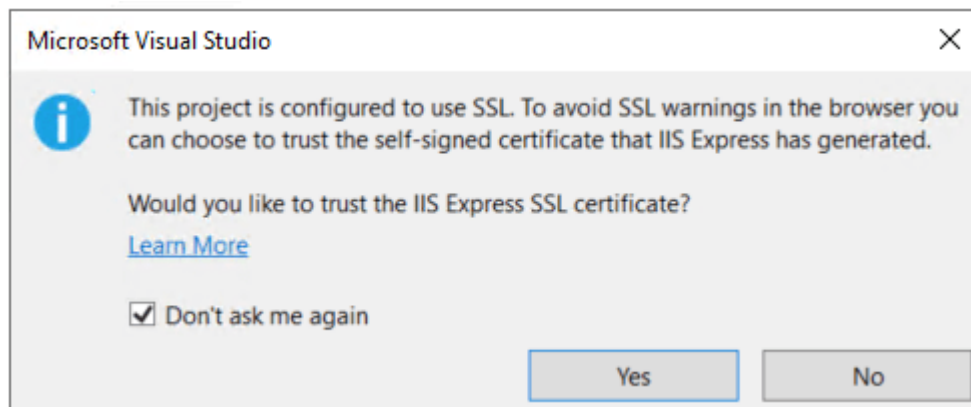 Microsoft Visual Studio
This project is configured to use SSL. To avoid SSL warnings in the browser you
can choose to trust the self-signed certificate that IIS Express has generated.
Would you like to trust the IIS Express SSL certificate?
Learn More
Don't ask me again
Yes
No